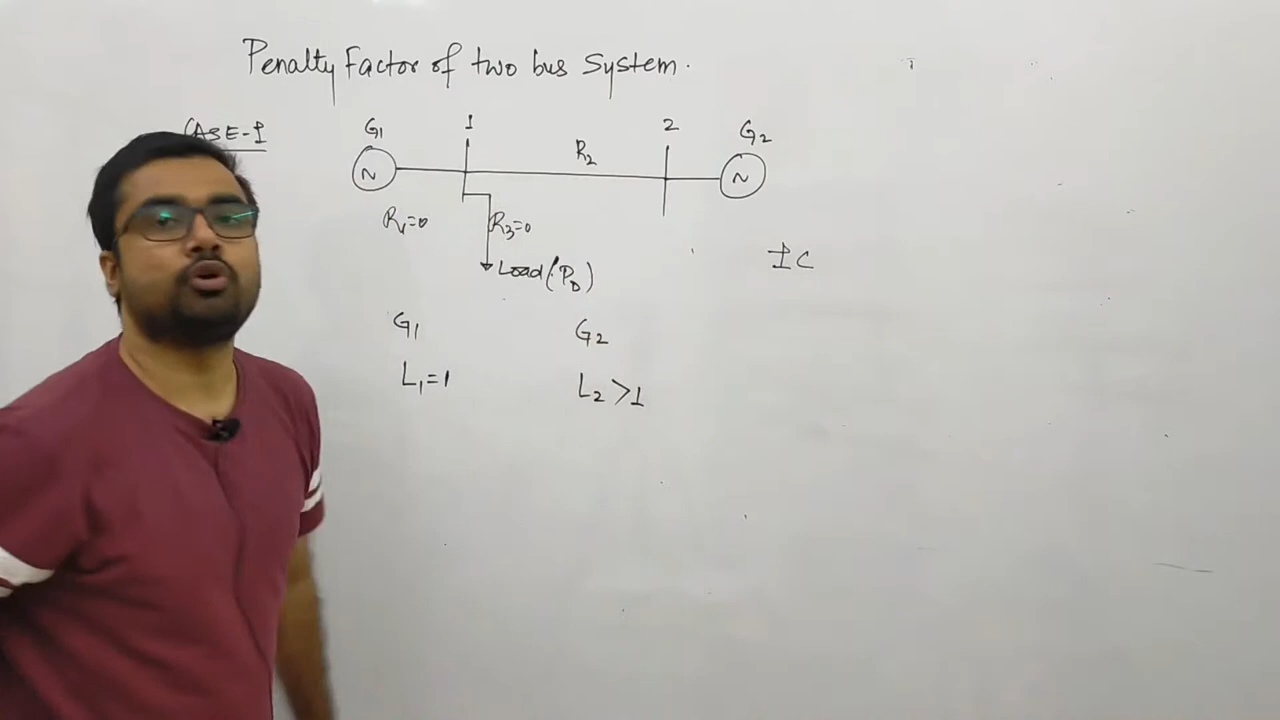 Penalty Factor of two bus System.
CASE-I
G1 1 R2 2 G2
~ ~
R1=0 R3=0
Load (PD)
IC
G1 G2
L1=1 L2>1